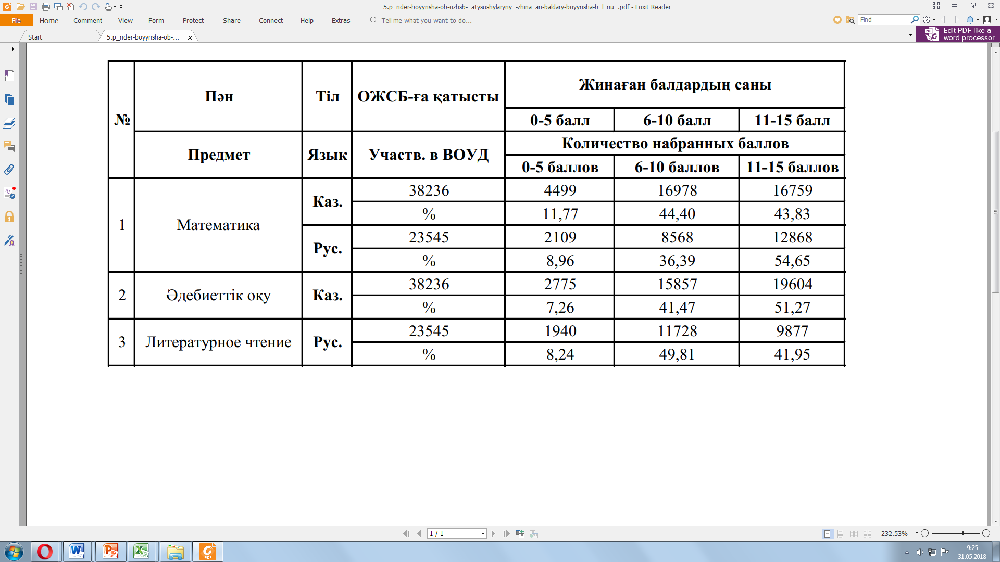 5.p_nder-boyynsha-ob-ozhsb-_atysushylaryny_-zhina_an-baldary-boyynsha-b_l_nu_.pdf - Foxit Reader
File Home Comment View Form Protect Share Connect Help Extras Tell me what you want to do... Find
Start 5.p_nder-boyynsha-ob-... Edit PDF like a
word processor
№ Пән Тіл ОЖСБ-ға қатысты Жинаған балдардың саны
0-5 балл 6-10 балл 11-15 балл
Предмет Язык Участв. в ВОУД Количество набранных баллов
0-5 баллов 6-10 баллов 11-15 баллов
1 Математика Каз. 38236 4499 16978 16759
% 11,77 44,40 43,83
Рус. 23545 2109 8568 12868
% 8,96 36,39 54,65
2 Әдебиеттік оқу Каз. 38236 2775 15857 19604
% 7,26 41,47 51,27
3 Литературное чтение Рус. 23545 1940 11728 9877
% 8,24 49,81 41,95
1 / 1 232.53%
9:25
31.05.2018